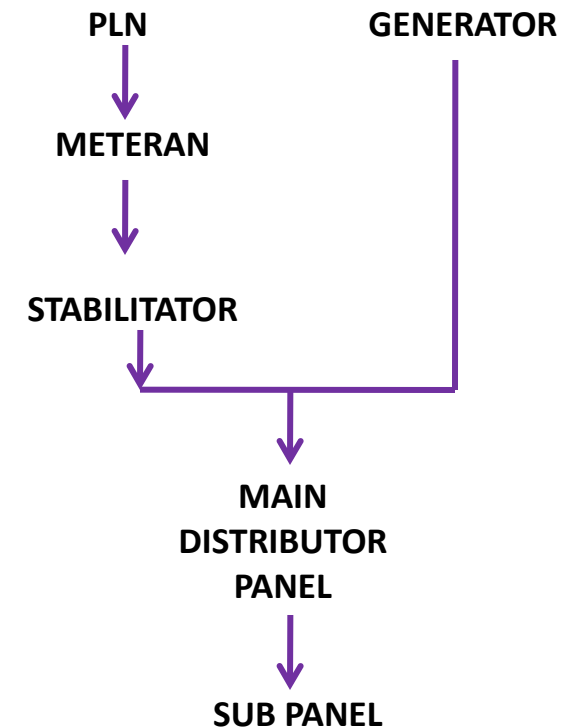 PLN
GENERATOR
METERAN
STABILITATOR
MAIN
DISTRIBUTOR
PANEL
SUB PANEL